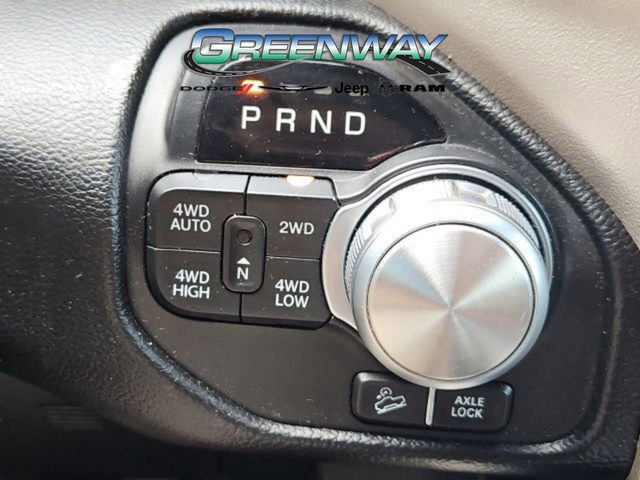 GREENWAY
DODGE Jeep RAM
P R N D
4WD AUTO
2WD
N
4WD HIGH
4WD LOW
AXLE LOCK